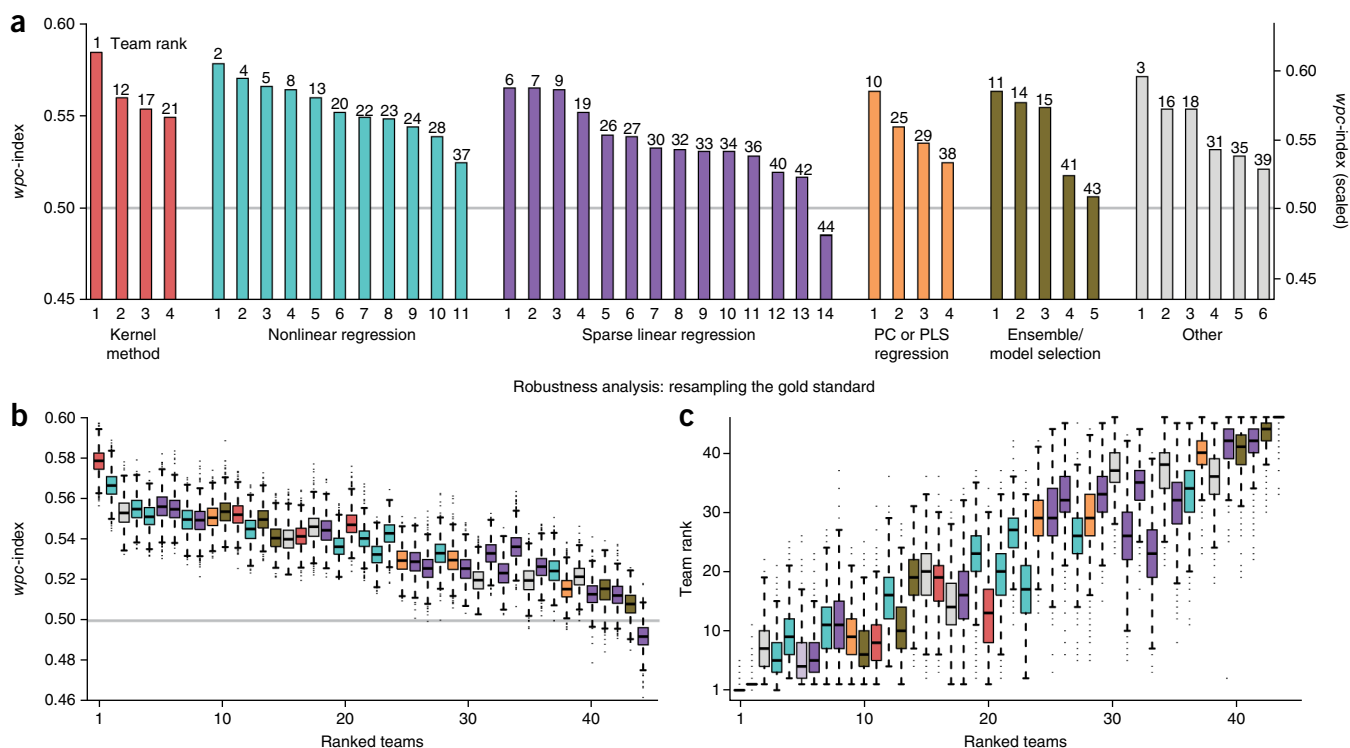 a
0.60
0.55
0.50
0.45
wpc-index
1 Team rank
12 17 21
2 4 5 8 13 20 22 23 24 28 37
6 7 9 19 26 27 30 32 33 34 36 40 42 44
10 25 29 38
11 14 15 41 43
3 16 18 31 35 39
0.60
0.55
0.50
0.45
wpc-index (scaled)
1 2 3 4
Kernel
method
1 2 3 4 5 6 7 8 9 10 11
Nonlinear regression
1 2 3 4 5 6 7 8 9 10 11 12 13 14
Sparse linear regression
1 2 3 4
PC or PLS
regression
1 2 3 4 5
Ensemble/
model selection
1 2 3 4 5 6
Other
Robustness analysis: resampling the gold standard
b
0.60
0.58
0.56
0.54
0.52
0.50
0.48
0.46
wpc-index
1 10 20 30 40
Ranked teams
c
40
30
20
10
1
Team rank
1 10 20 30 40
Ranked teams